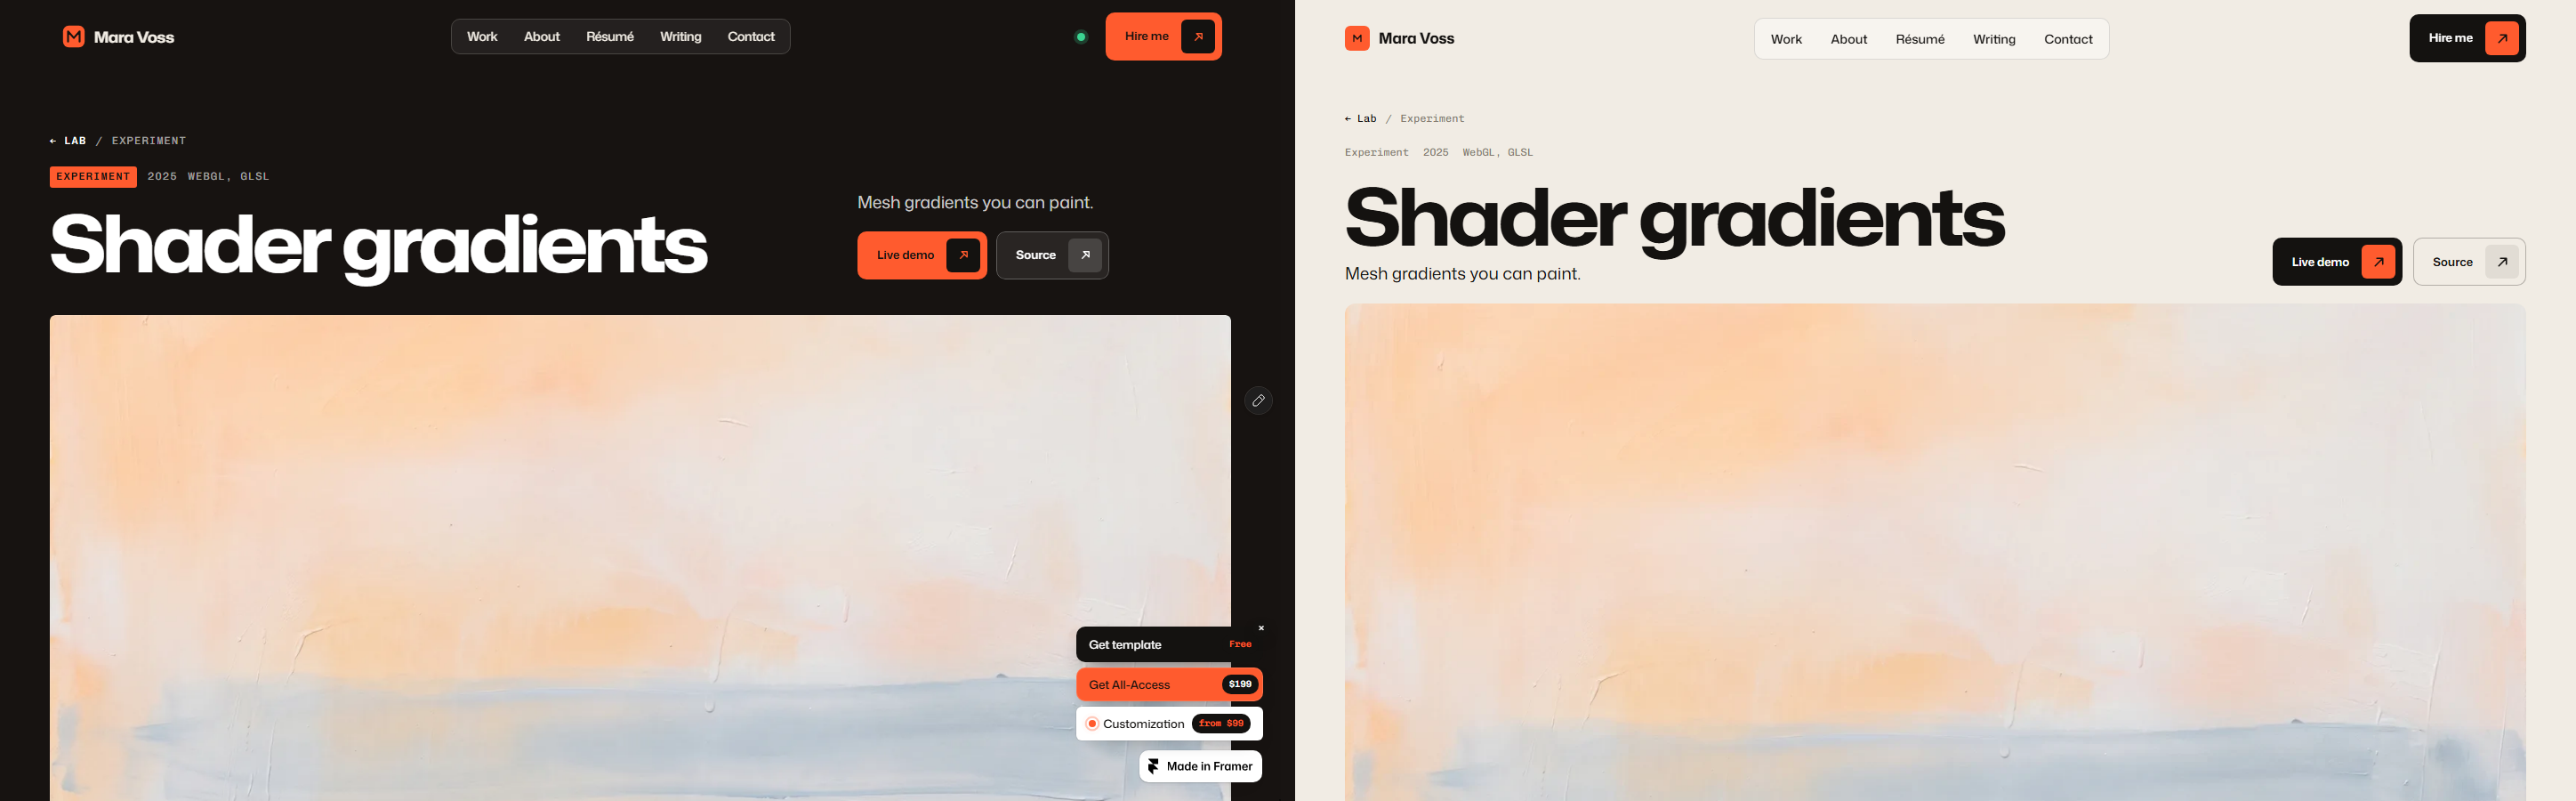 Mara Voss
Work About Résumé Writing Contact
Hire me
← LAB / EXPERIMENT
EXPERIMENT 2025 WEBGL, GLSL
Shader gradients
Mesh gradients you can paint.
Live demo
Source
Get template Free
Get All-Access $199
Customization from $99
Made in Framer
Mara Voss
Work About Résumé Writing Contact
Hire me
← Lab / Experiment
Experiment 2025 WebGL, GLSL
Shader gradients
Mesh gradients you can paint.
Live demo
Source